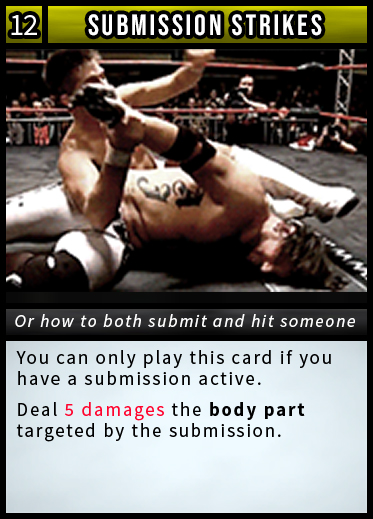 12 SUBMISSION STRIKES
Or how to both submit and hit someone
You can only play this card if you
have a submission active.
Deal 5 damages the body part
targeted by the submission.